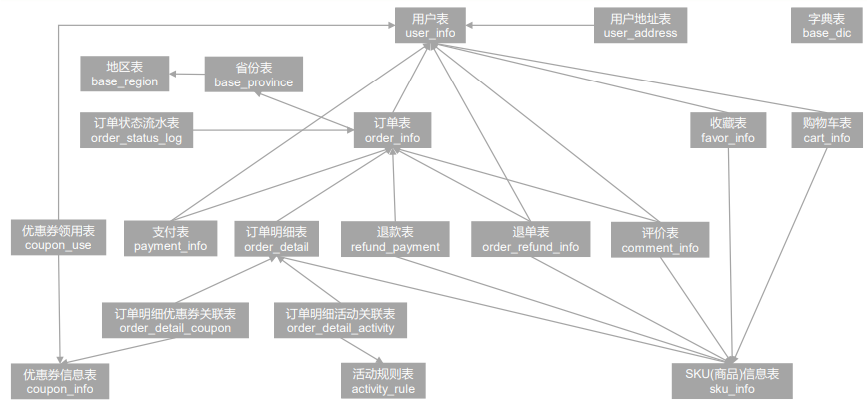 用户表
user_info
用户地址表
user_address
字典表
base_dic
地区表
base_region
省份表
base_province
订单状态流水表
order_status_log
订单表
order_info
收藏表
favor_info
购物车表
cart_info
优惠券领用表
coupon_use
支付表
payment_info
订单明细表
order_detail
退款表
refund_payment
退单表
order_refund_info
评价表
comment_info
订单明细优惠券关联表
order_detail_coupon
订单明细活动关联表
order_detail_activity
优惠券信息表
coupon_info
活动规则表
activity_rule
SKU(商品)信息表
sku_info